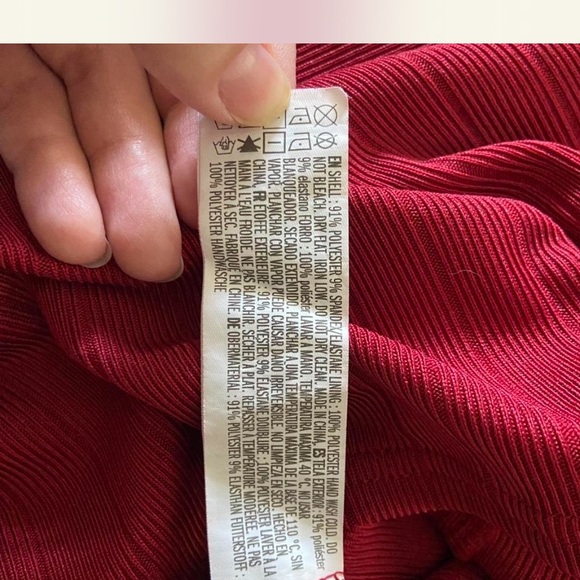 EN SHELL : 91% POLYESTER 9% SPANDEX/ELASTANE LINING : 100% POLYESTER HAND WASH COLD. DO
NOT BLEACH. DRY FLAT. IRON LOW. DO NOT DRY CLEAN. MADE IN CHINA. ES TELA EXTERIOR : 91% poliéster
9% elastano FORRO : 100% poliéster LAVAR A MANO, TEMPERATURA MÁXIMA 40 °C. NO USAR
BLANQUEADOR. SECADO EXTENDIDO. PLANCHAR A UNA TEMPERATURA MÁXIMA DE LA BASE DE 110 °C, SIN
VAPOR. PLANCHAR CON VAPOR PUEDE CAUSAR DAÑO IRREVERSIBLE. NO LIMPIEZA EN SECO. HECHO EN
CHINA. FR ETOFFE EXTERIEURE : 91% POLYESTER 9% ELASTANE DOUBLURE : 100% POLYESTER LAVER À LA
MAIN À L'EAU FROIDE. NE PAS BLANCHIR. SÉCHER À PLAT. REPASSER À TEMPÉRATURE MODÉRÉE. NE PAS
NETTOYER À SEC. FABRIQUÉ EN CHINE. DE OBERMATERIAL : 91% POLYESTER 9% ELASTHAN FUTTERSTOFF :
100% POLYESTER HANDWÄSCHE